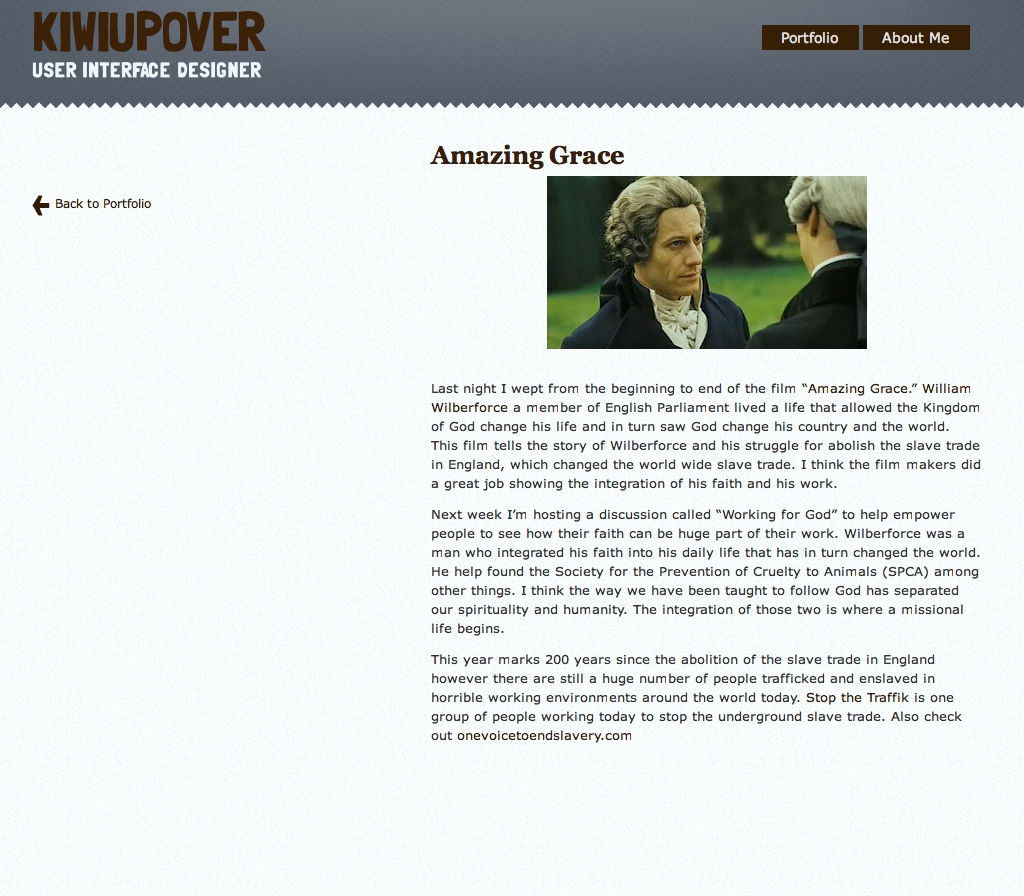 KIWIUPOVER
USER INTERFACE DESIGNER
Portfolio
About Me
Amazing Grace
Back to Portfolio
Last night I wept from the beginning to end of the film “Amazing Grace.” William
Wilberforce a member of English Parliament lived a life that allowed the Kingdom
of God change his life and in turn saw God change his country and the world.
This film tells the story of Wilberforce and his struggle for abolish the slave trade
in England, which changed the world wide slave trade. I think the film makers did
a great job showing the integration of his faith and his work.
Next week I’m hosting a discussion called “Working for God” to help empower
people to see how their faith can be huge part of their work. Wilberforce was a
man who integrated his faith into his daily life that has in turn changed the world.
He help found the Society for the Prevention of Cruelty to Animals (SPCA) among
other things. I think the way we have been taught to follow God has separated
our spirituality and humanity. The integration of those two is where a missional
life begins.
This year marks 200 years since the abolition of the slave trade in England
however there are still a huge number of people trafficked and enslaved in
horrible working environments around the world today. Stop the Traffik is one
group of people working today to stop the underground slave trade. Also check
out onevoicetoendslavery.com